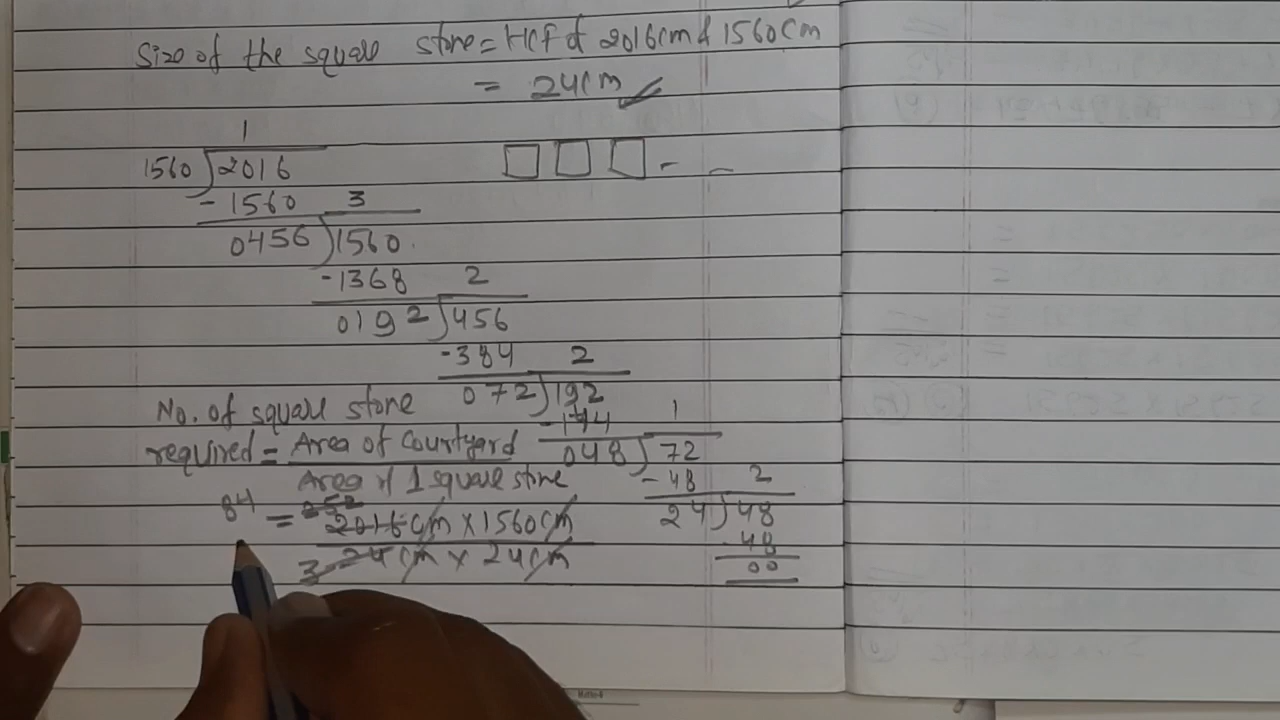 Size of the square stone = HCF of 2016cm & 1560cm
= 24cm
1
1560)2016
-1560 3
0456)1560
-1368 2
0192)456
-384 2
072)192
-144 1
048)72
-48 2
24)48
48
00
No. of square stone
required = Area of Courtyard
Area of 1 square stone
84 252
= 2016cm x 1560cm
3 24cm x 24cm